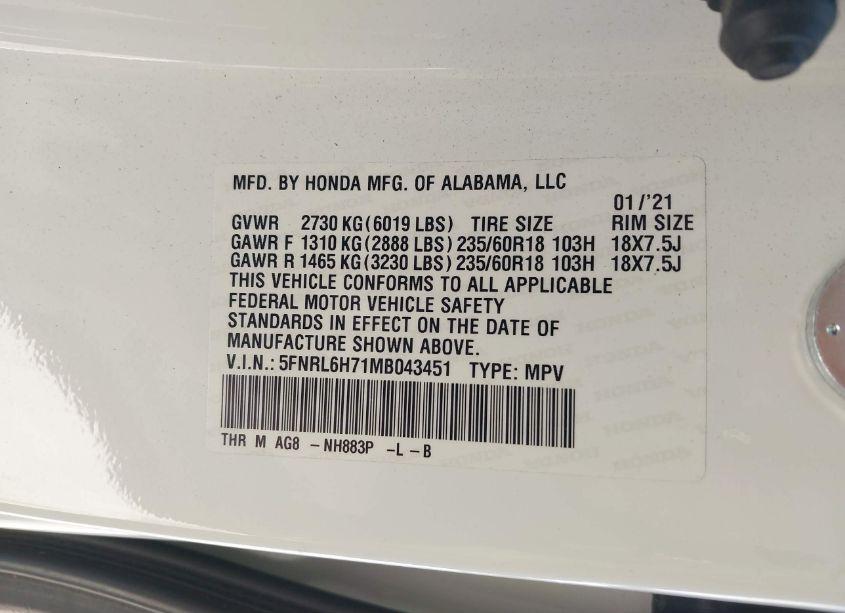 MFD. BY HONDA MFG. OF ALABAMA, LLC
01/'21
GVWR 2730 KG(6019 LBS) TIRE SIZE RIM SIZE
GAWR F 1310 KG(2888 LBS) 235/60R18 103H 18X7.5J
GAWR R 1465 KG(3230 LBS) 235/60R18 103H 18X7.5J
THIS VEHICLE CONFORMS TO ALL APPLICABLE
FEDERAL MOTOR VEHICLE SAFETY
STANDARDS IN EFFECT ON THE DATE OF
MANUFACTURE SHOWN ABOVE.
V.I.N.: 5FNRL6H71MB043451 TYPE: MPV
THR M AG8 -NH883P -L-B